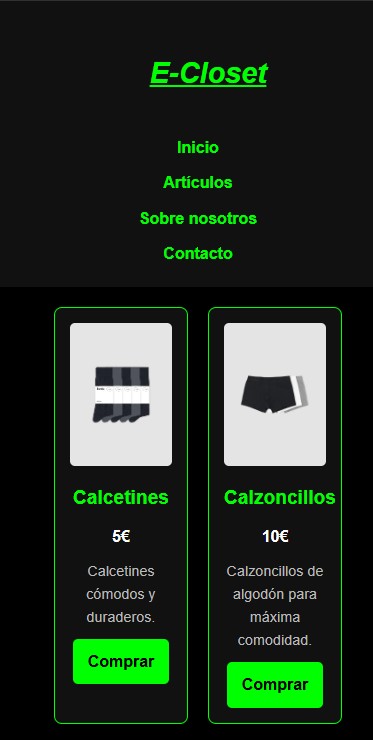 E-Closet
Inicio
Artículos
Sobre nosotros
Contacto
Calcetines
5€
Calcetines
cómodos y
duraderos.
Comprar
Calzoncillos
10€
Calzoncillos de
algodón para
máxima
comodidad.
Comprar